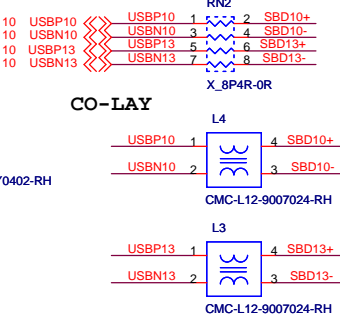 RN2
10 USBP10 USBP10 1 2 SBD10+
10 USBN10 USBN10 3 4 SBD10-
10 USBP13 USBP13 5 6 SBD13+
10 USBN13 USBN13 7 8 SBD13-
X_8P4R-0R
CO-LAY
L4
USBP10 1 4 SBD10+
USBN10 2 3 SBD10-
70402-RH
CMC-L12-9007024-RH
L3
USBP13 1 4 SBD13+
USBN13 2 3 SBD13-
CMC-L12-9007024-RH